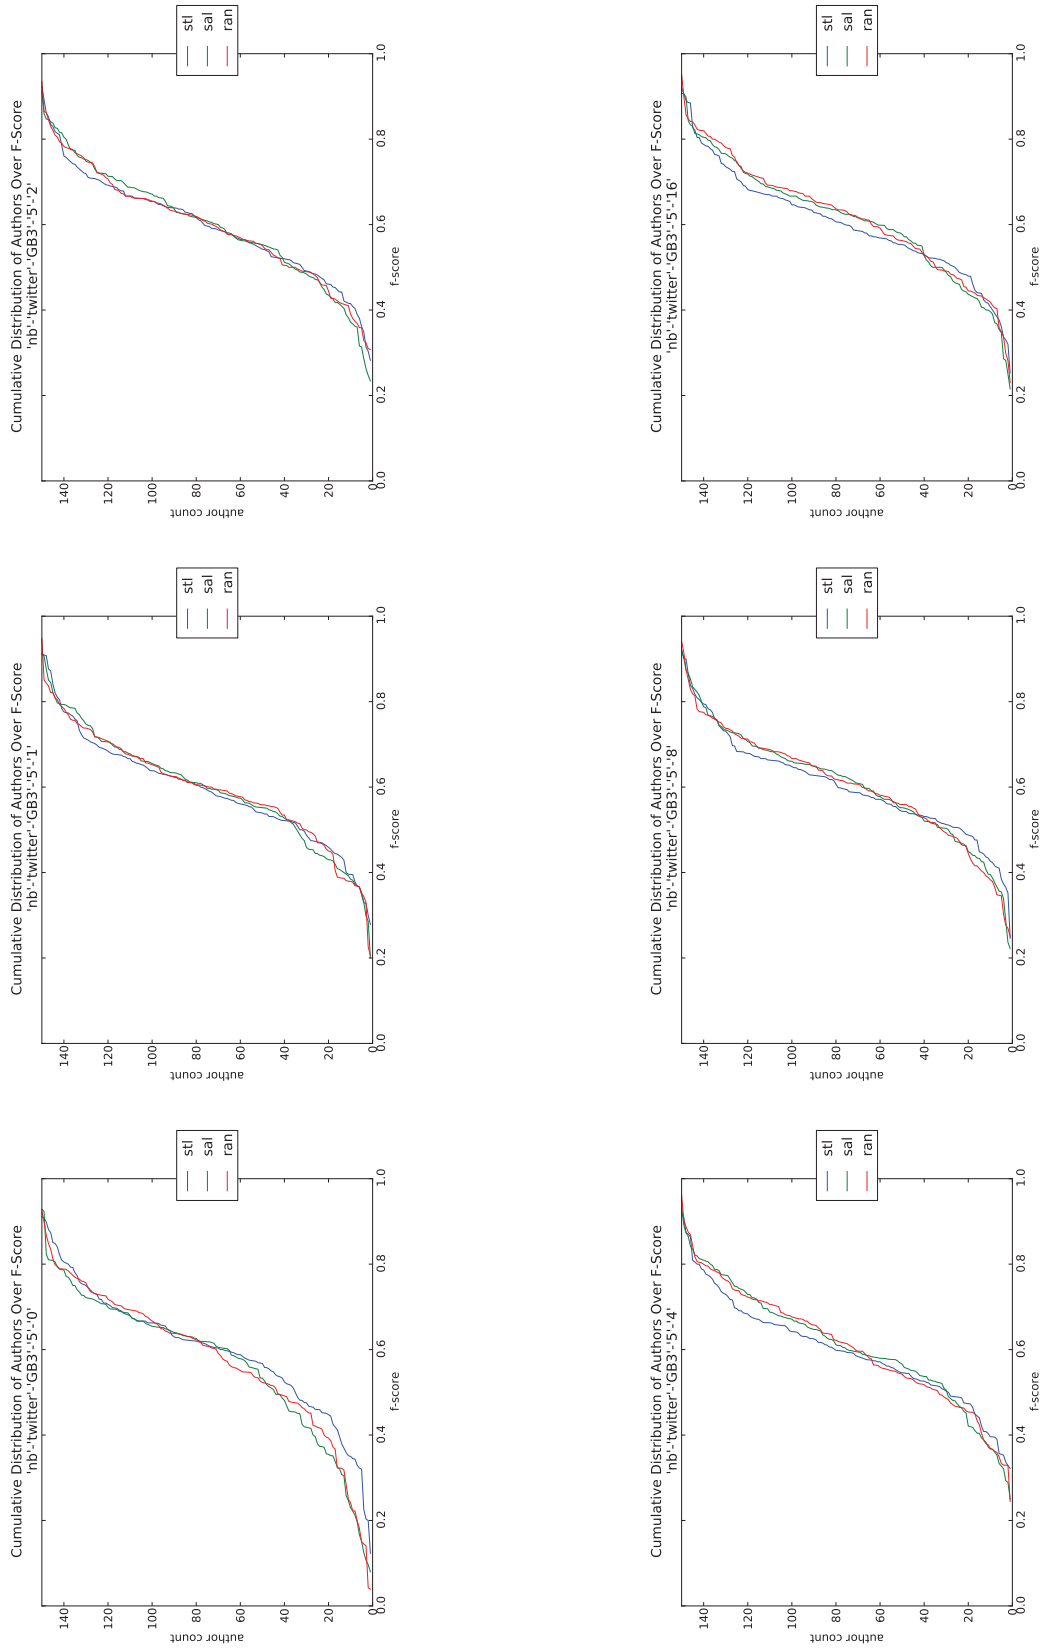 Cumulative Distribution of Authors Over F-Score
'nb'-'twitter'-'GB3'-'5'-'0'
author count
140
120
100
80
60
40
20
0
stl
sal
ran
0.0 0.2 0.4 0.6 0.8 1.0
f-score
Cumulative Distribution of Authors Over F-Score
'nb'-'twitter'-'GB3'-'5'-'1'
author count
140
120
100
80
60
40
20
0
stl
sal
ran
0.0 0.2 0.4 0.6 0.8 1.0
f-score
Cumulative Distribution of Authors Over F-Score
'nb'-'twitter'-'GB3'-'5'-'2'
author count
140
120
100
80
60
40
20
0
stl
sal
ran
0.0 0.2 0.4 0.6 0.8 1.0
f-score
Cumulative Distribution of Authors Over F-Score
'nb'-'twitter'-'GB3'-'5'-'4'
author count
140
120
100
80
60
40
20
0
stl
sal
ran
0.0 0.2 0.4 0.6 0.8 1.0
f-score
Cumulative Distribution of Authors Over F-Score
'nb'-'twitter'-'GB3'-'5'-'8'
author count
140
120
100
80
60
40
20
0
stl
sal
ran
0.0 0.2 0.4 0.6 0.8 1.0
f-score
Cumulative Distribution of Authors Over F-Score
'nb'-'twitter'-'GB3'-'5'-'16'
author count
140
120
100
80
60
40
20
0
stl
sal
ran
0.0 0.2 0.4 0.6 0.8 1.0
f-score